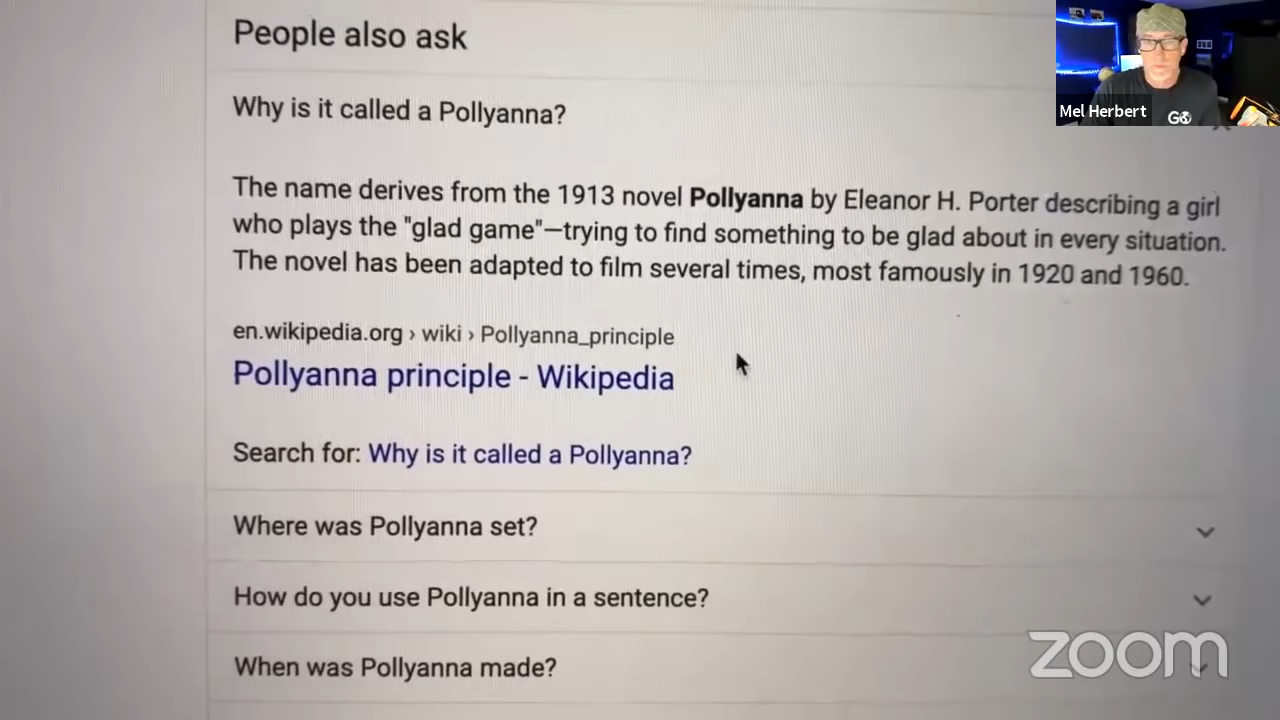 People also ask
Mel Herbert
Why is it called a Pollyanna?
GO
The name derives from the 1913 novel Pollyanna by Eleanor H. Porter describing a girl
who plays the "glad game"—trying to find something to be glad about in every situation.
The novel has been adapted to film several times, most famously in 1920 and 1960.
en.wikipedia.org › wiki › Pollyanna_principle
Pollyanna principle - Wikipedia
Search for: Why is it called a Pollyanna?
Where was Pollyanna set?
How do you use Pollyanna in a sentence?
When was Pollyanna made?
zoom